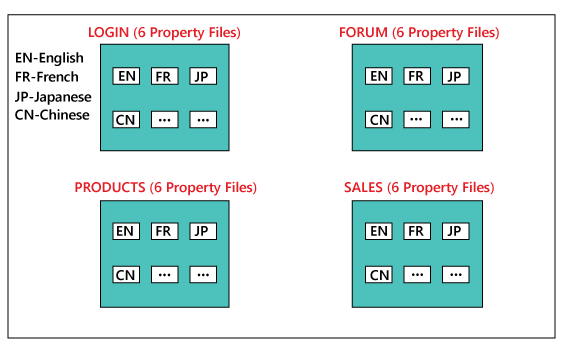 LOGIN (6 Property Files)
FORUM (6 Property Files)
EN-English
FR-French
JP-Japanese
CN-Chinese
EN FR JP
CN ... ...
EN FR JP
CN ... ...
PRODUCTS (6 Property Files)
SALES (6 Property Files)
EN FR JP
CN ... ...
EN FR JP
CN ... ...